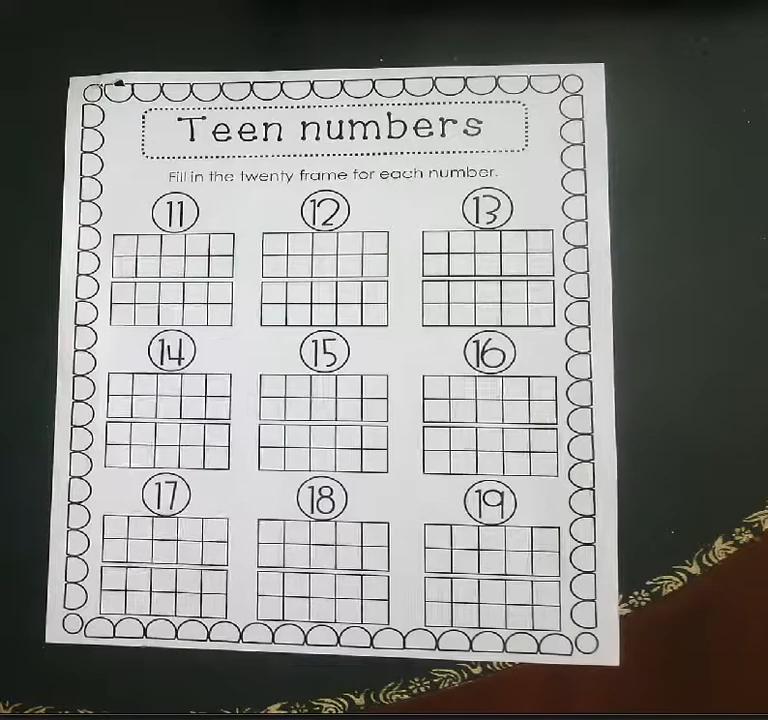 Teen numbers
Fill in the twenty frame for each number.
11 12 13
14 15 16
17 18 19